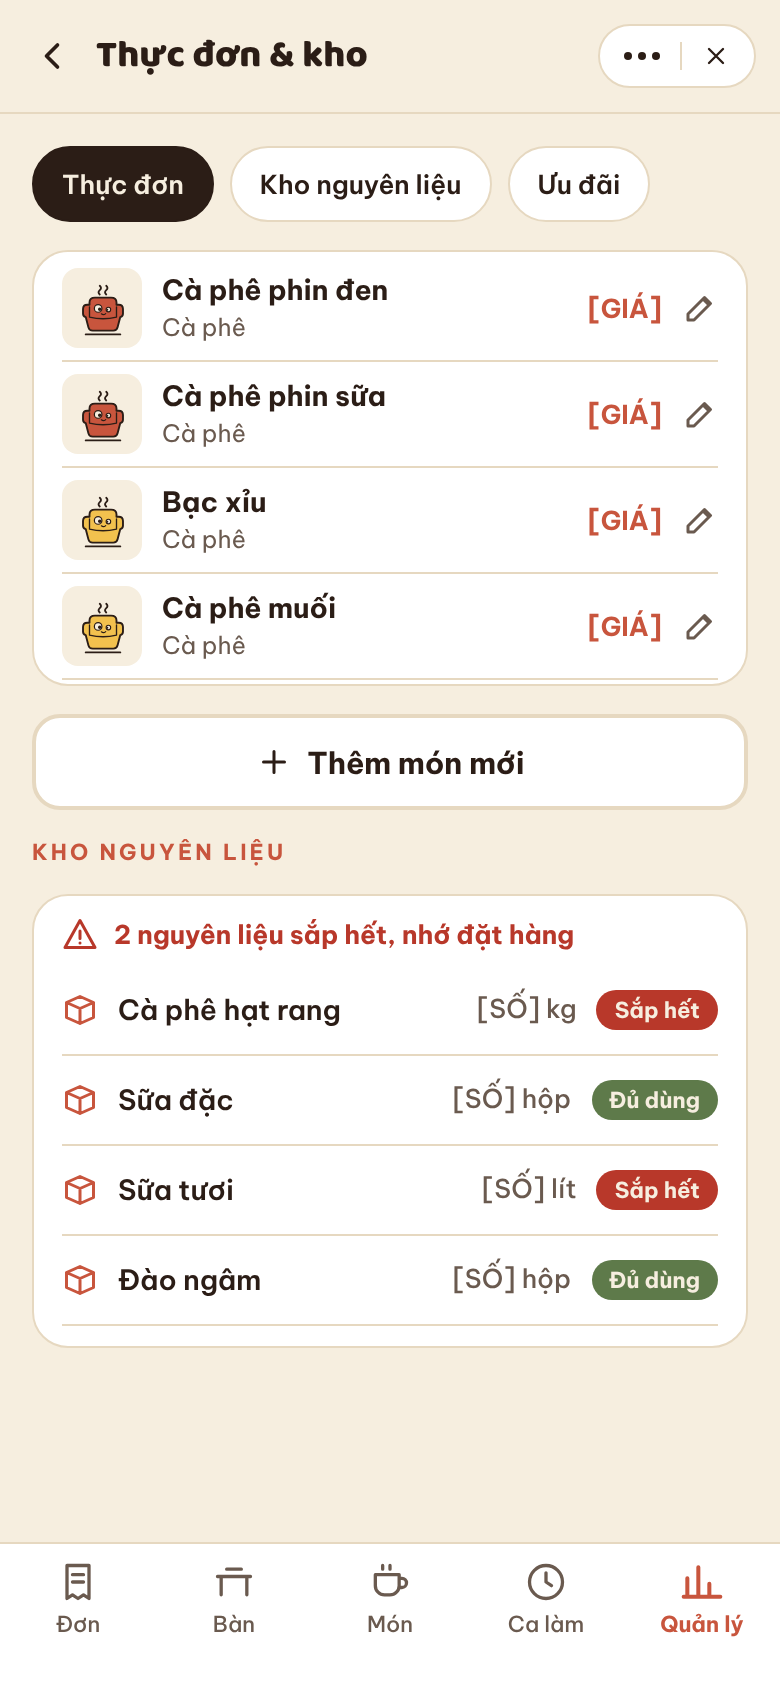 Thực đơn & kho
Thực đơn
Kho nguyên liệu
Ưu đãi
Cà phê phin đen
Cà phê
[GIÁ]
Cà phê phin sữa
Cà phê
[GIÁ]
Bạc xỉu
Cà phê
[GIÁ]
Cà phê muối
Cà phê
[GIÁ]
Thêm món mới
KHO NGUYÊN LIỆU
2 nguyên liệu sắp hết, nhớ đặt hàng
Cà phê hạt rang
[SỐ] kg
Sắp hết
Sữa đặc
[SỐ] hộp
Đủ dùng
Sữa tươi
[SỐ] lít
Sắp hết
Đào ngâm
[SỐ] hộp
Đủ dùng
Đơn
Bàn
Món
Ca làm
Quản lý